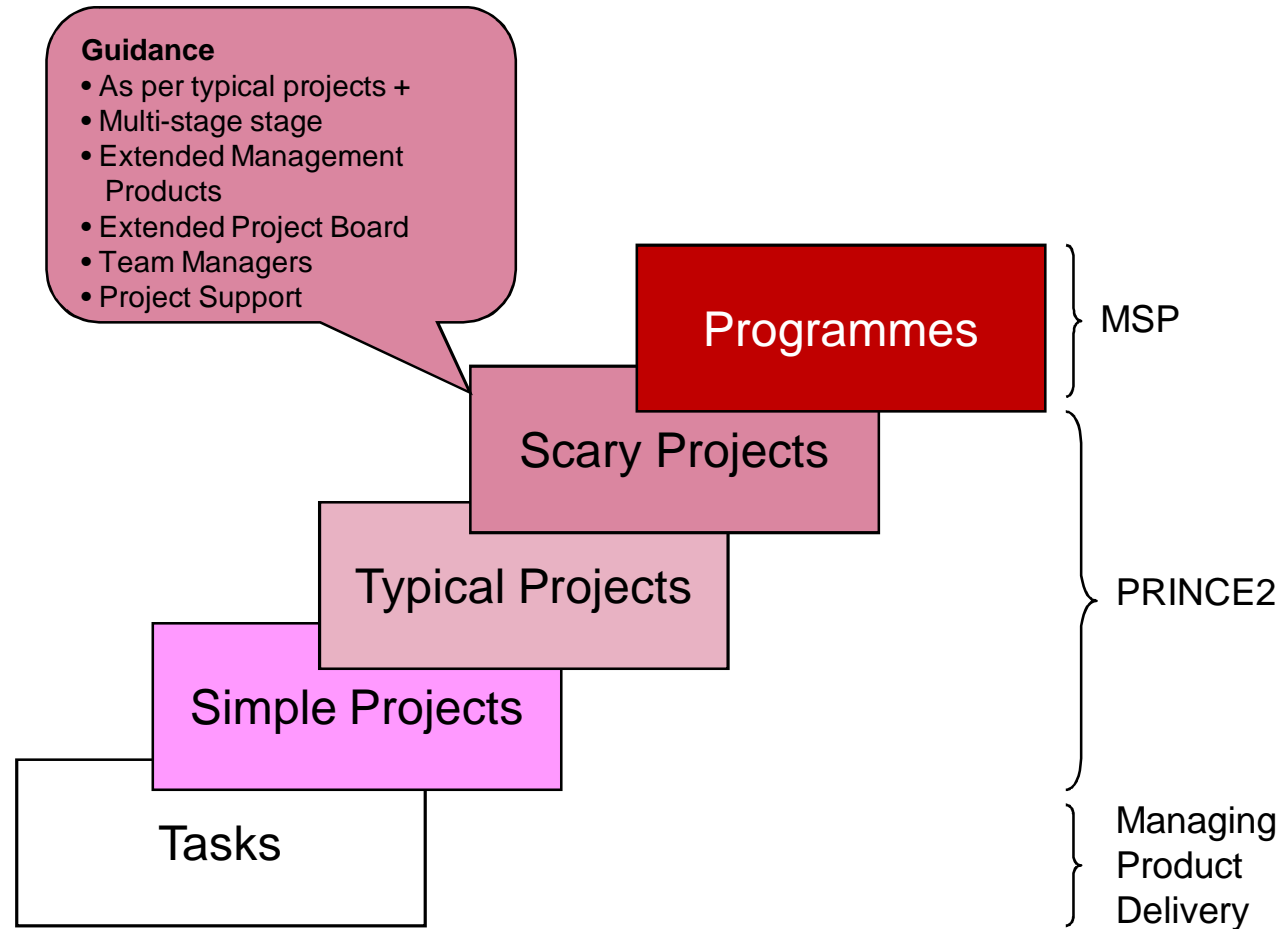 Guidance
• As per typical projects +
• Multi-stage stage
• Extended Management
Products
• Extended Project Board
• Team Managers
• Project Support
Programmes
MSP
Scary Projects
Typical Projects
PRINCE2
Simple Projects
Tasks
Managing
Product
Delivery